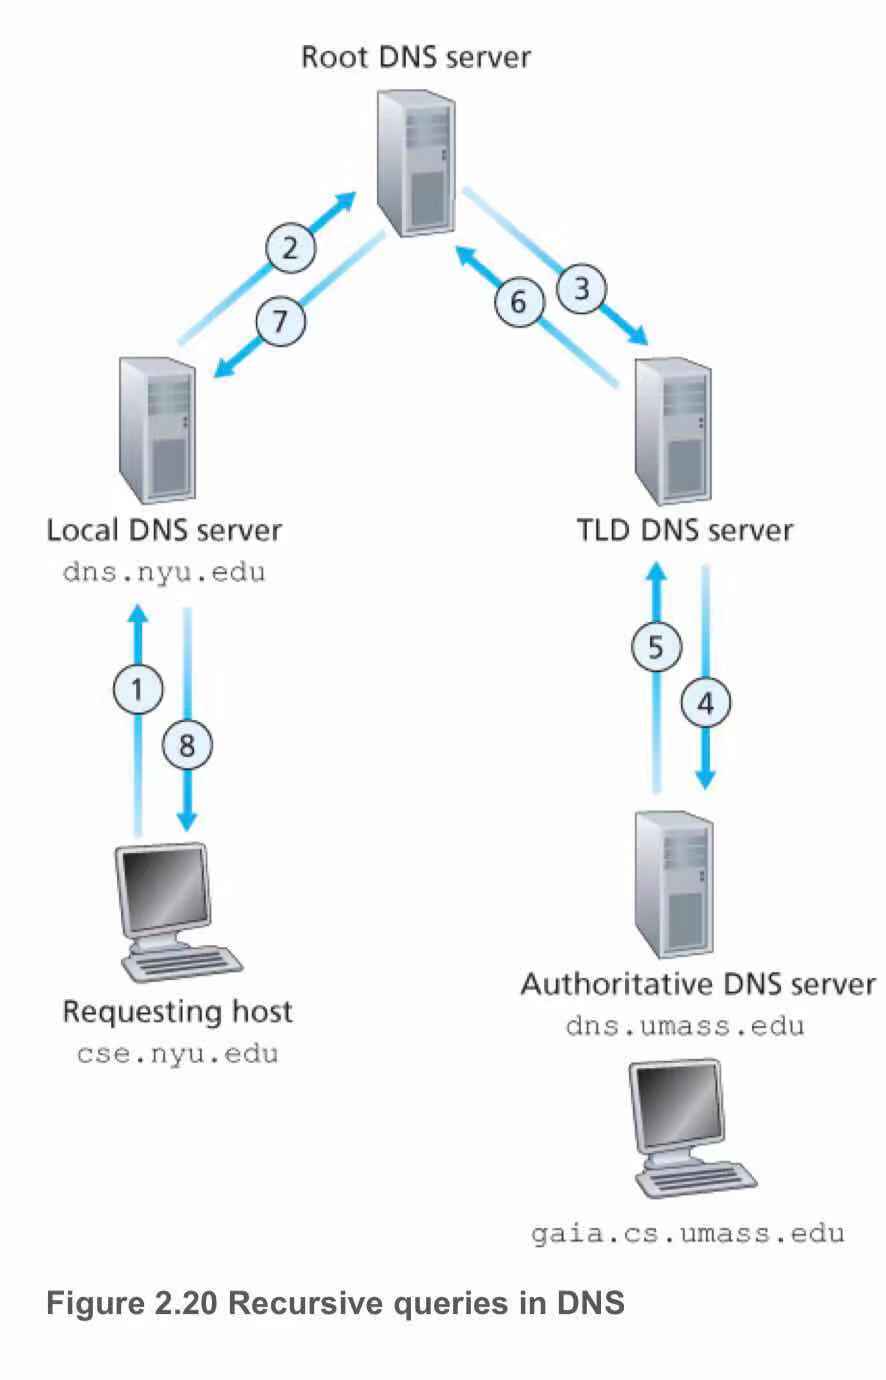 Root DNS server
2
3
6
7
Local DNS server
dns.nyu.edu
TLD DNS server
1
8
5
4
Requesting host
cse.nyu.edu
Authoritative DNS server
dns.umass.edu
gaia.cs.umass.edu
Figure 2.20 Recursive queries in DNS